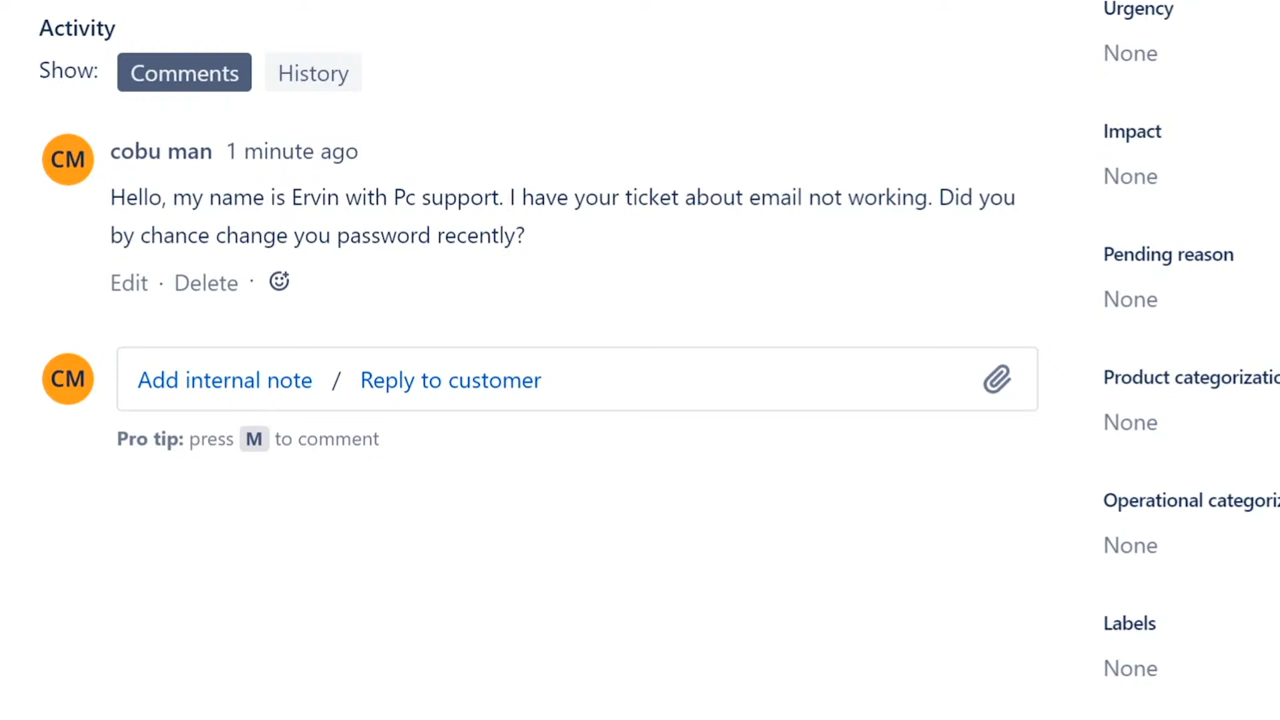 Activity
Show: Comments History
CM cobu man 1 minute ago
Hello, my name is Ervin with Pc support. I have your ticket about email not working. Did you
by chance change you password recently?
Edit · Delete ·
CM Add internal note / Reply to customer
Pro tip: press M to comment
Urgency
None
Impact
None
Pending reason
None
Product categorizatio
None
Operational categoriz
None
Labels
None